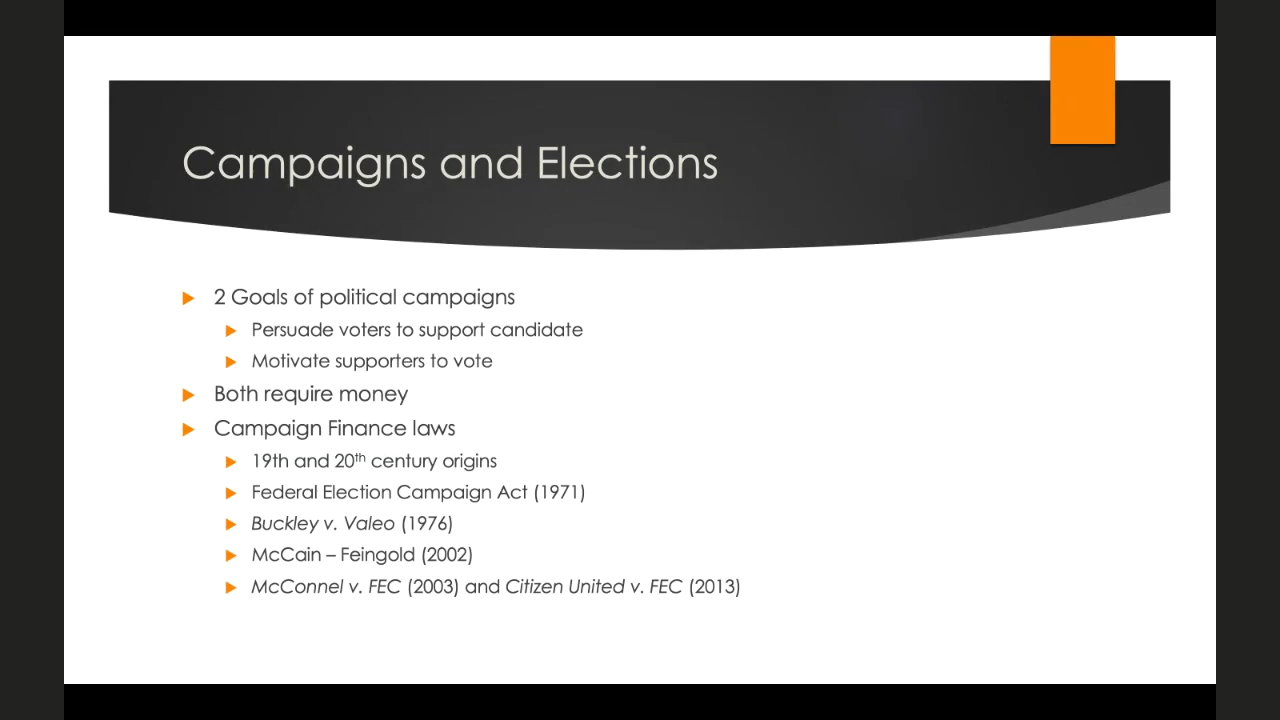 Campaigns and Elections
2 Goals of political campaigns
Persuade voters to support candidate
Motivate supporters to vote
Both require money
Campaign Finance laws
19th and 20th century origins
Federal Election Campaign Act (1971)
Buckley v. Valeo (1976)
McCain – Feingold (2002)
McConnel v. FEC (2003) and Citizen United v. FEC (2013)